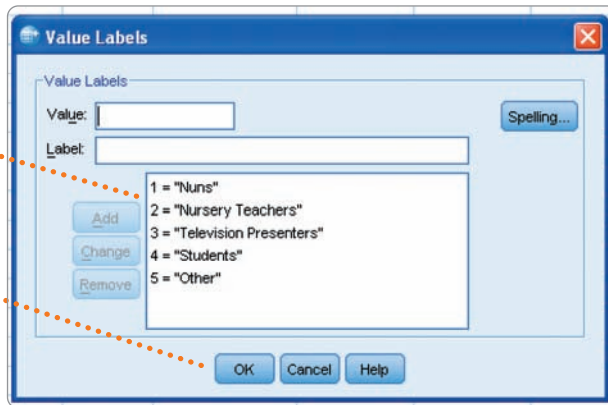 Value Labels
Value Labels
Value:
Spelling...
Label:
1 = "Nuns"
Add
2 = "Nursery Teachers"
3 = "Television Presenters"
Change
4 = "Students"
Remove
5 = "Other"
OK Cancel Help